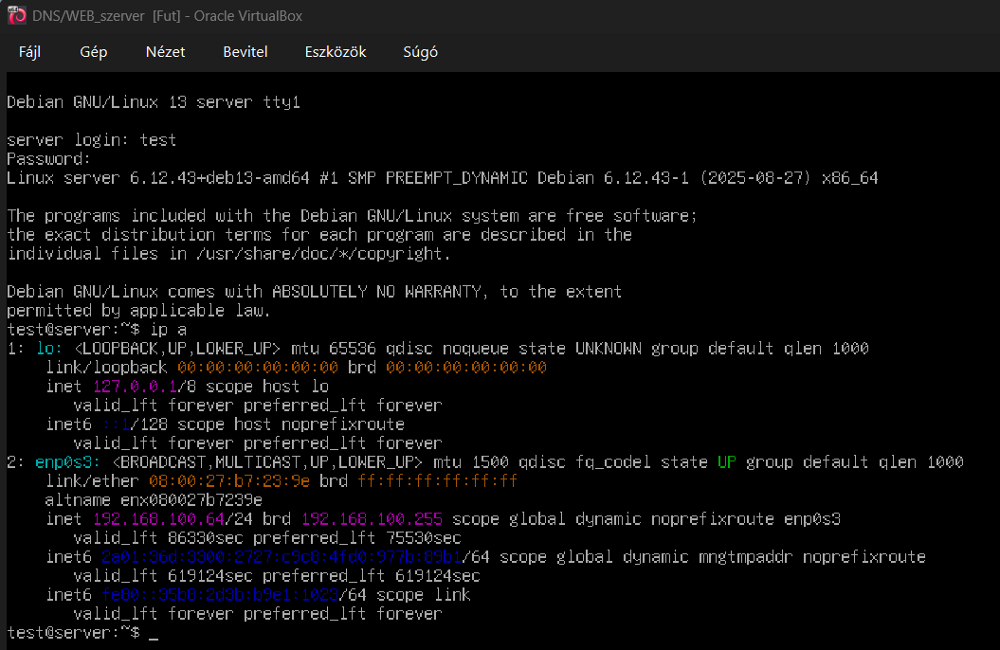 DNS/WEB_szerver [Fut] - Oracle VirtualBox
Fájl Gép Nézet Bevitel Eszközök Súgó
Debian GNU/Linux 13 server tty1
server login: test
Password:
Linux server 6.12.43+deb13-amd64 #1 SMP PREEMPT_DYNAMIC Debian 6.12.43-1 (2025-08-27) x86_64
The programs included with the Debian GNU/Linux system are free software;
the exact distribution terms for each program are described in the
individual files in /usr/share/doc/*/copyright.
Debian GNU/Linux comes with ABSOLUTELY NO WARRANTY, to the extent
permitted by applicable law.
test@server:~$ ip a
1: lo: <LOOPBACK,UP,LOWER_UP> mtu 65536 qdisc noqueue state UNKNOWN group default qlen 1000
link/loopback 00:00:00:00:00:00 brd 00:00:00:00:00:00
inet 127.0.0.1/8 scope host lo
valid_lft forever preferred_lft forever
inet6 ::1/128 scope host noprefixroute
valid_lft forever preferred_lft forever
2: enp0s3: <BROADCAST,MULTICAST,UP,LOWER_UP> mtu 1500 qdisc fq_codel state UP group default qlen 1000
link/ether 08:00:27:b7:23:9e brd ff:ff:ff:ff:ff:ff
altname enx080027b7239e
inet 192.168.100.64/24 brd 192.168.100.255 scope global dynamic noprefixroute enp0s3
valid_lft 86330sec preferred_lft 75530sec
inet6 2a01:36d:3300:2727:c9c8:4fd0:977b:89b1/64 scope global dynamic mngtmpaddr noprefixroute
valid_lft 619124sec preferred_lft 619124sec
inet6 fe80::35b8:2d3b:b9e1:1023/64 scope link
valid_lft forever preferred_lft forever
test@server:~$ _